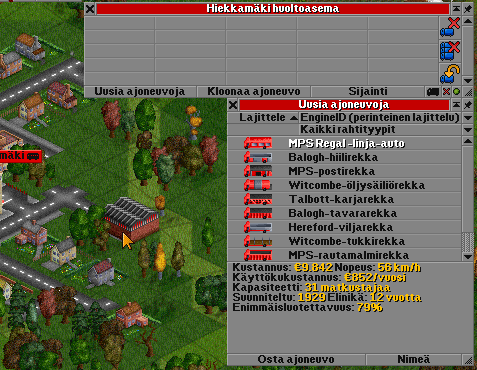 Hiekkamäki huoltoasema
Uusia ajoneuvoja
Kloonaa ajoneuvo
Sijainti
Uusia ajoneuvoja
Lajittele
EngineID (perinteinen lajittelu)
Kaikki rahtityypit
MPS Regal -linja-auto
Balogh-hiilirekka
MPS-postirekka
Witcombe-öljysäiliörekka
Talbott-karjarekka
Balogh-tavararekka
Hereford-viljarekka
Witcombe-tukkirekka
MPS-rautamalmirekka
Kustannus: €9,842 Nopeus: 56 km/h
Käyttökukustannus: €852/vuosi
Kapasiteetti: 31 matkustajaa
Suunniteltu: 1929 Elinikä: 12 vuotta
Enimmäisluotettavuus: 79%
Osta ajoneuvo
Nimeä